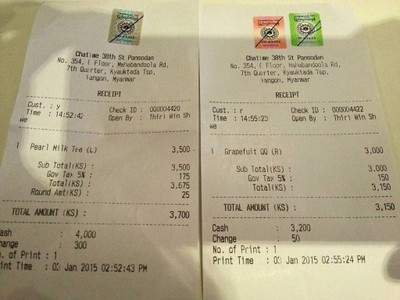 Chatime 38th St Pansodan
No. 354, ( Floor, Mahabandoola Rd,
7th Quarter, Kyauktada Tsp,
Yangon, Myanmar
RECEIPT
Cust. : y Check ID : 000004420
Time : 14:52:42 Open By : Thiri Win Sh
we
1 Pearl Milk Tea (L) 3,500
Sub Total(KS) : 3,500
Gov Tax 5% : 175
Total(KS) : 3,675
Round Amt(KS) : 25
TOTAL AMOUNT (KS) : 3,700
Cash 4,000
Change 300
No. of Print : 1
Print Time : 03 Jan 2015 02:52:43 PM
Chatime 38th St Pansodan
No. 354, ( Floor, Mahabandoola Rd,
7th Quarter, Kyauktada Tsp,
Yangon, Myanmar
RECEIPT
Cust. : r Check ID : 000004422
Time : 14:55:23 Open By : Thiri Win Sh
we
1 Grapefuit QQ (R) 3,000
Sub Total(KS) : 3,000
Gov Tax 5% : 150
Total(KS) : 3,150
TOTAL AMOUNT (KS) : 3,150
Cash 3,200
Change 50
No. of Print : 1
Print Time : 03 Jan 2015 02:55:24 PM